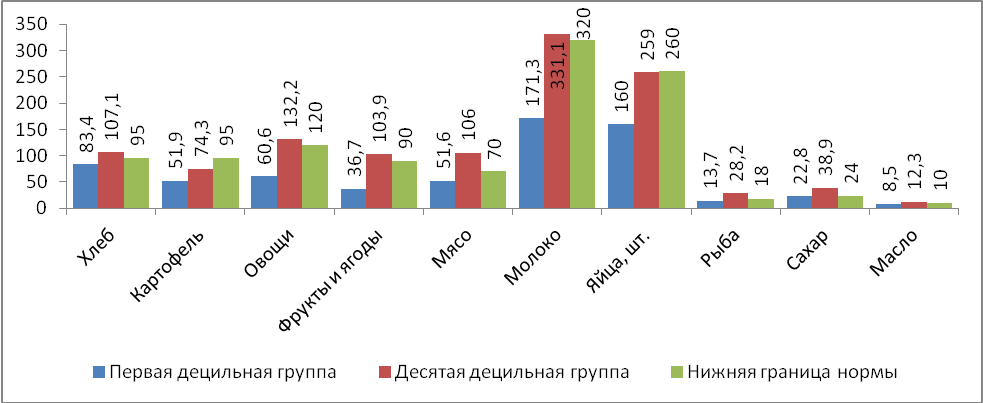 350
300
250
200
150
100
50
0
83,4
107,1
95
51,9
74,3
95
60,6
132,2
120
36,7
103,9
90
51,6
106
70
171,3
331,1
320
160
259
260
13,7
28,2
18
22,8
38,9
24
8,5
12,3
10
Хлеб
Картофель
Овощи
Фрукты и ягоды
Мясо
Молоко
Яйца, шт.
Рыба
Сахар
Масло
Первая децильная группа
Десятая децильная группа
Нижняя граница нормы